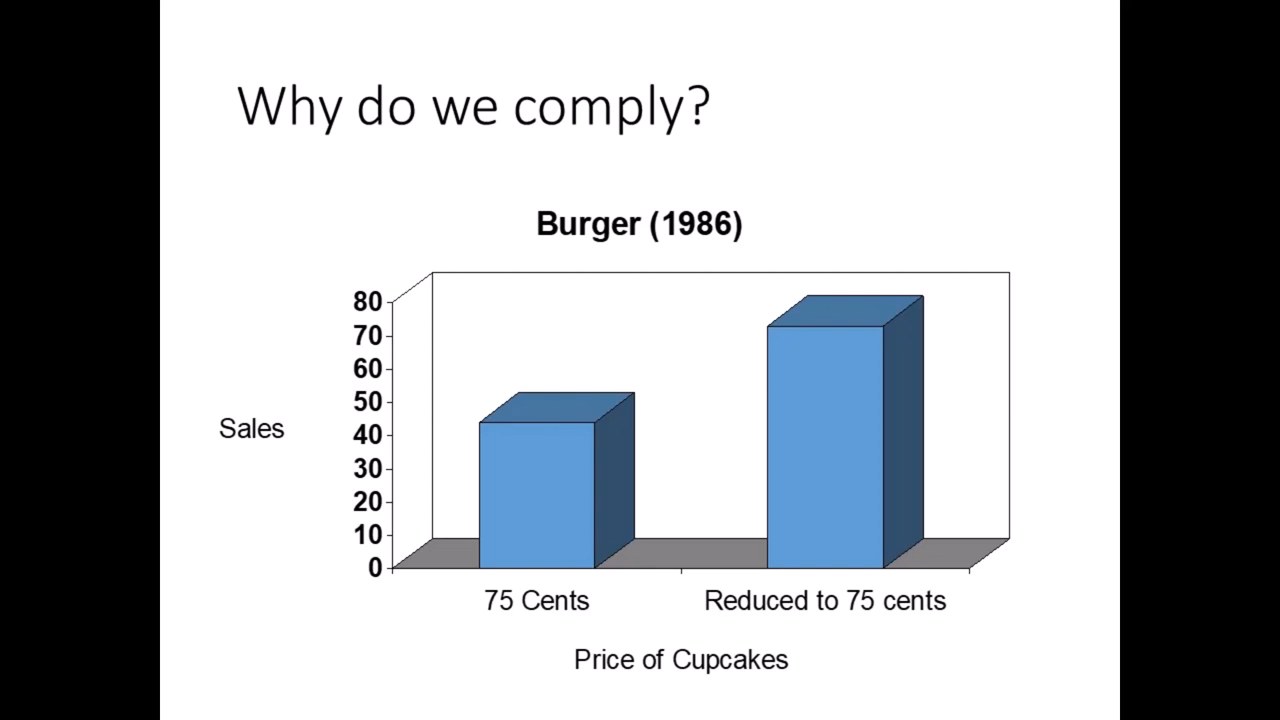 Why do we comply?
Burger (1986)
80
70
60
50
40
30
20
10
0
Sales
75 Cents
Reduced to 75 cents
Price of Cupcakes